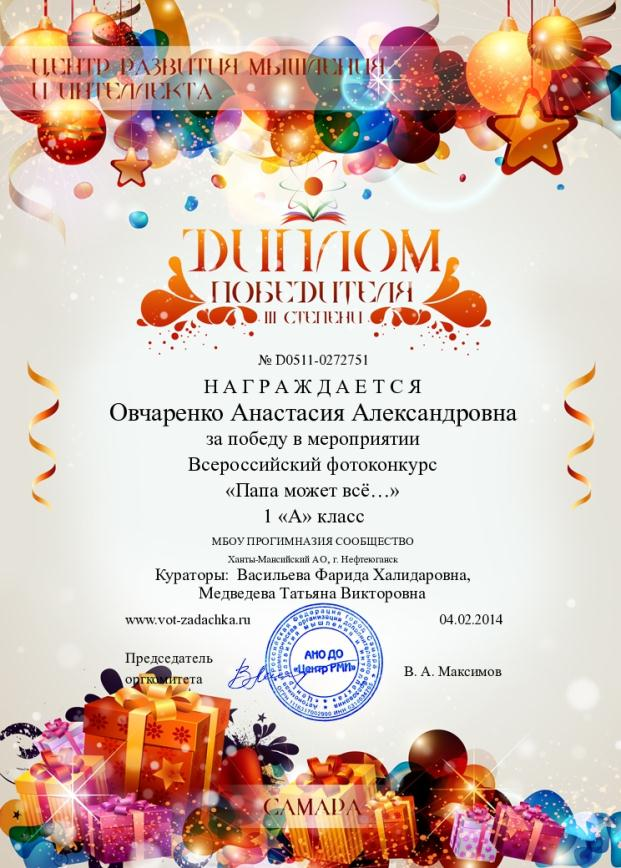 ЦЕНТР РАЗВИТИЯ МЫШЛЕНИЯ
И ИНТЕЛЛЕКТА
ДИПЛОМ
ПОБЕДИТЕЛЯ
III СТЕПЕНИ
№ D0511-0272751
НАГРАЖДАЕТСЯ
Овчаренко Анастасия Александровна
за победу в мероприятии
Всероссийский фотоконкурс
«Папа может всё…»
1 «А» класс
МБОУ ПРОГИМНАЗИЯ СООБЩЕСТВО
Ханты-Мансийский АО, г. Нефтеюганск
Кураторы: Васильева Фарида Халидаровна,
Медведева Татьяна Викторовна
www.vot-zadachka.ru
04.02.2014
АНО ДО
«Центр РМИ»
Председатель
оргкомитета
В. А. Максимов
САМАРА